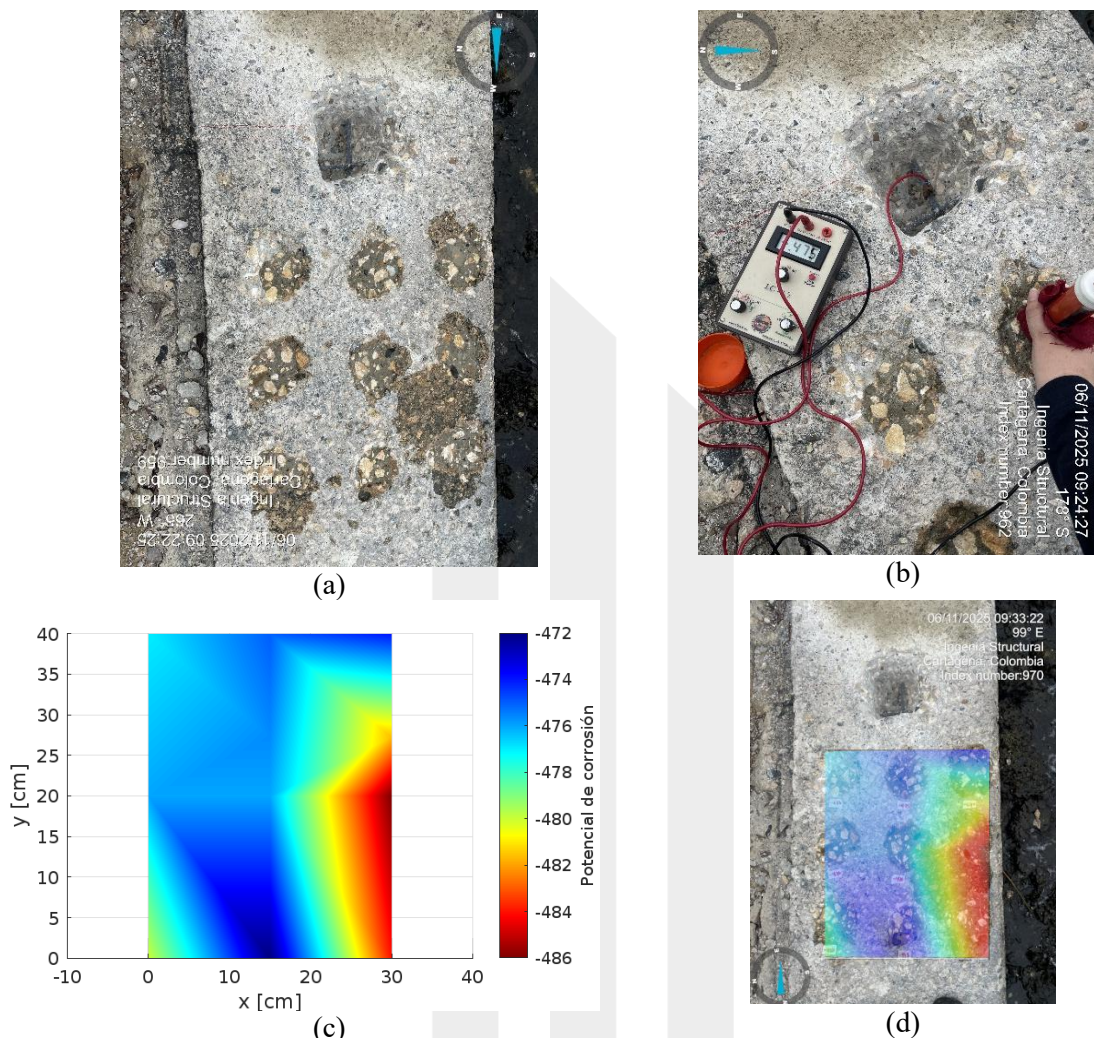 N
E
S
W
06/11/2025 09:22:25
265° W
Ingenia Structural
Cartagena, Colombia
Index number:959
(a)
N
E
S
W
.475
06/11/2025 09:24:27
178° S
Ingenia Structural
Cartagena, Colombia
Index number:962
(b)
40
35
30
25
20
15
10
5
0
y [cm]
-10
0
10
20
30
40
x [cm]
-472
-474
-476
-478
-480
-482
-484
-486
Potencial de corrosión
(c)
06/11/2025 09:33:22
99° E
Ingenia Structural
Cartagena, Colombia
Index number:970
(d)